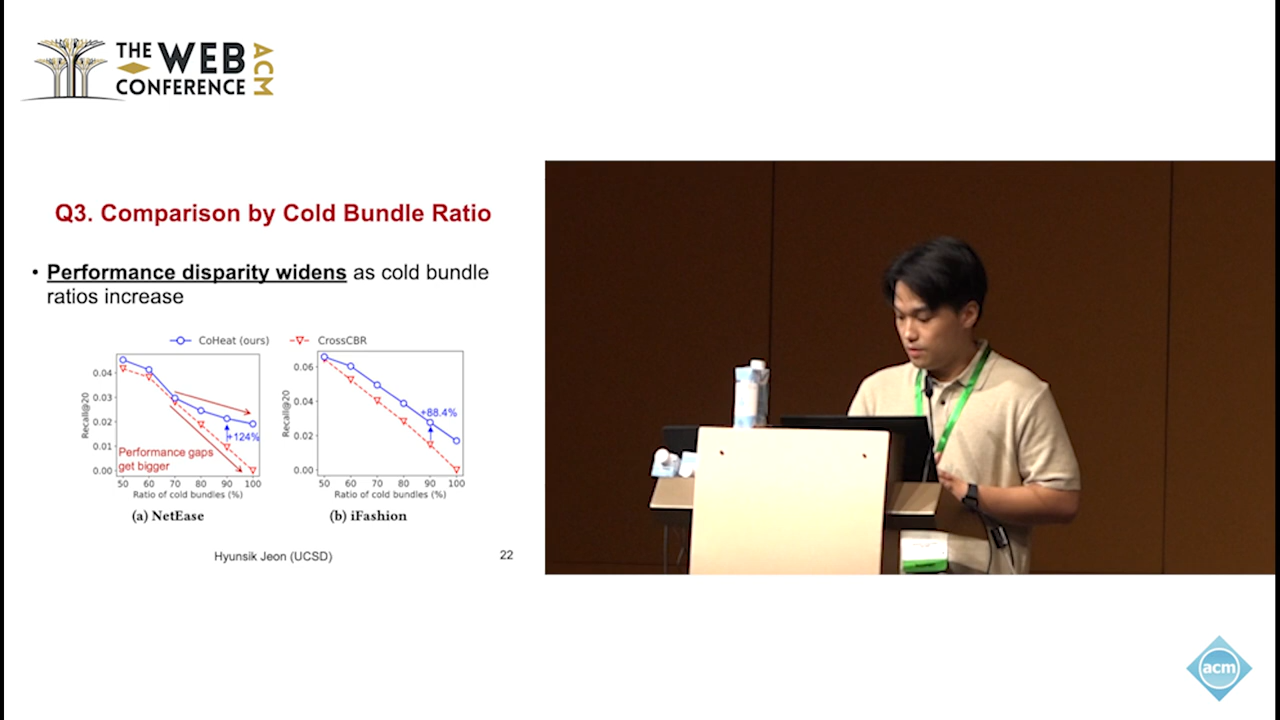 THE WEB
CONFERENCE
ACM
Q3. Comparison by Cold Bundle Ratio
• Performance disparity widens as cold bundle
ratios increase
CoHeat (ours)
CrossCBR
Recall@20
0.04
0.03
0.02
0.01
0.00
+124%
Performance gaps
get bigger
50 60 70 80 90 100
Ratio of cold bundles (%)
(a) NetEase
Recall@20
0.06
0.04
0.02
0.00
+88.4%
50 60 70 80 90 100
Ratio of cold bundles (%)
(b) iFashion
Hyunsik Jeon (UCSD)
22
acm